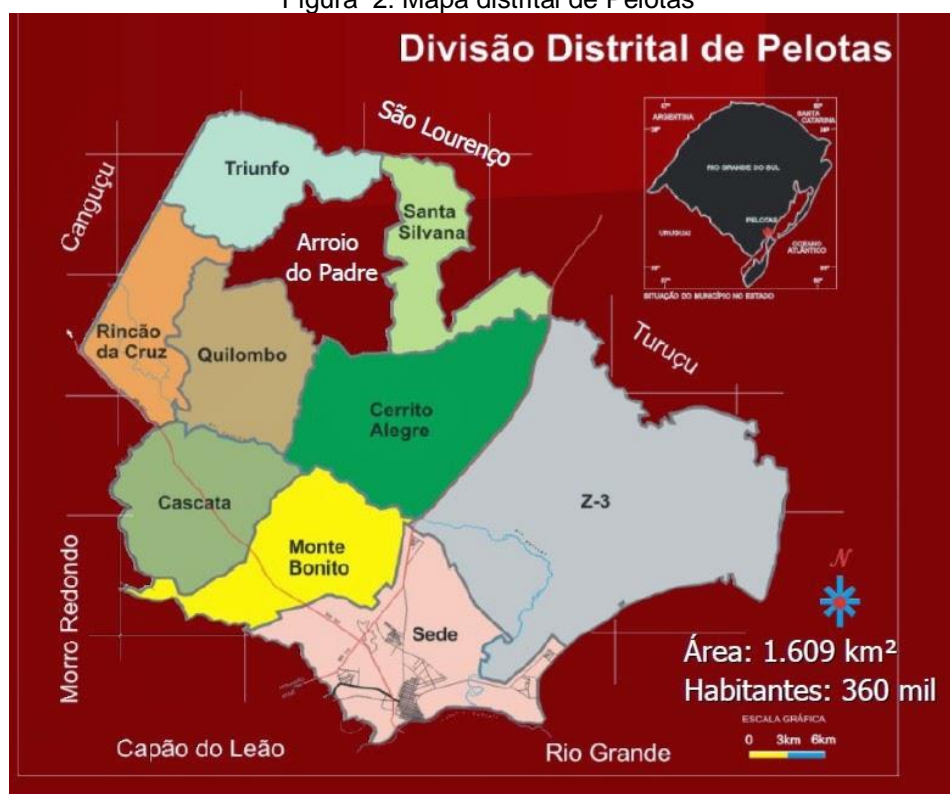 Figura 2. Mapa distrital de Pelotas
Divisão Distrital de Pelotas
São Lourenço
Canguçu
Triunfo
Santa
Silvana
Arroio
do Padre
Rincão
da Cruz
Quilombo
Cerrito
Alegre
Turuçu
Cascata
Z-3
Monte
Bonito
Sede
Morro Redondo
Capão do Leão
Rio Grande
ARGENTINA
SANTA
CATARINA
RIO GRANDE DO SUL
PELOTAS
URUGUAI
OCEANO
ATLÂNTICO
SITUAÇÃO DO MUNICÍPIO NO ESTADO
N
Área: 1.609 km²
Habitantes: 360 mil
ESCALA GRÁFICA
0 3km 6km